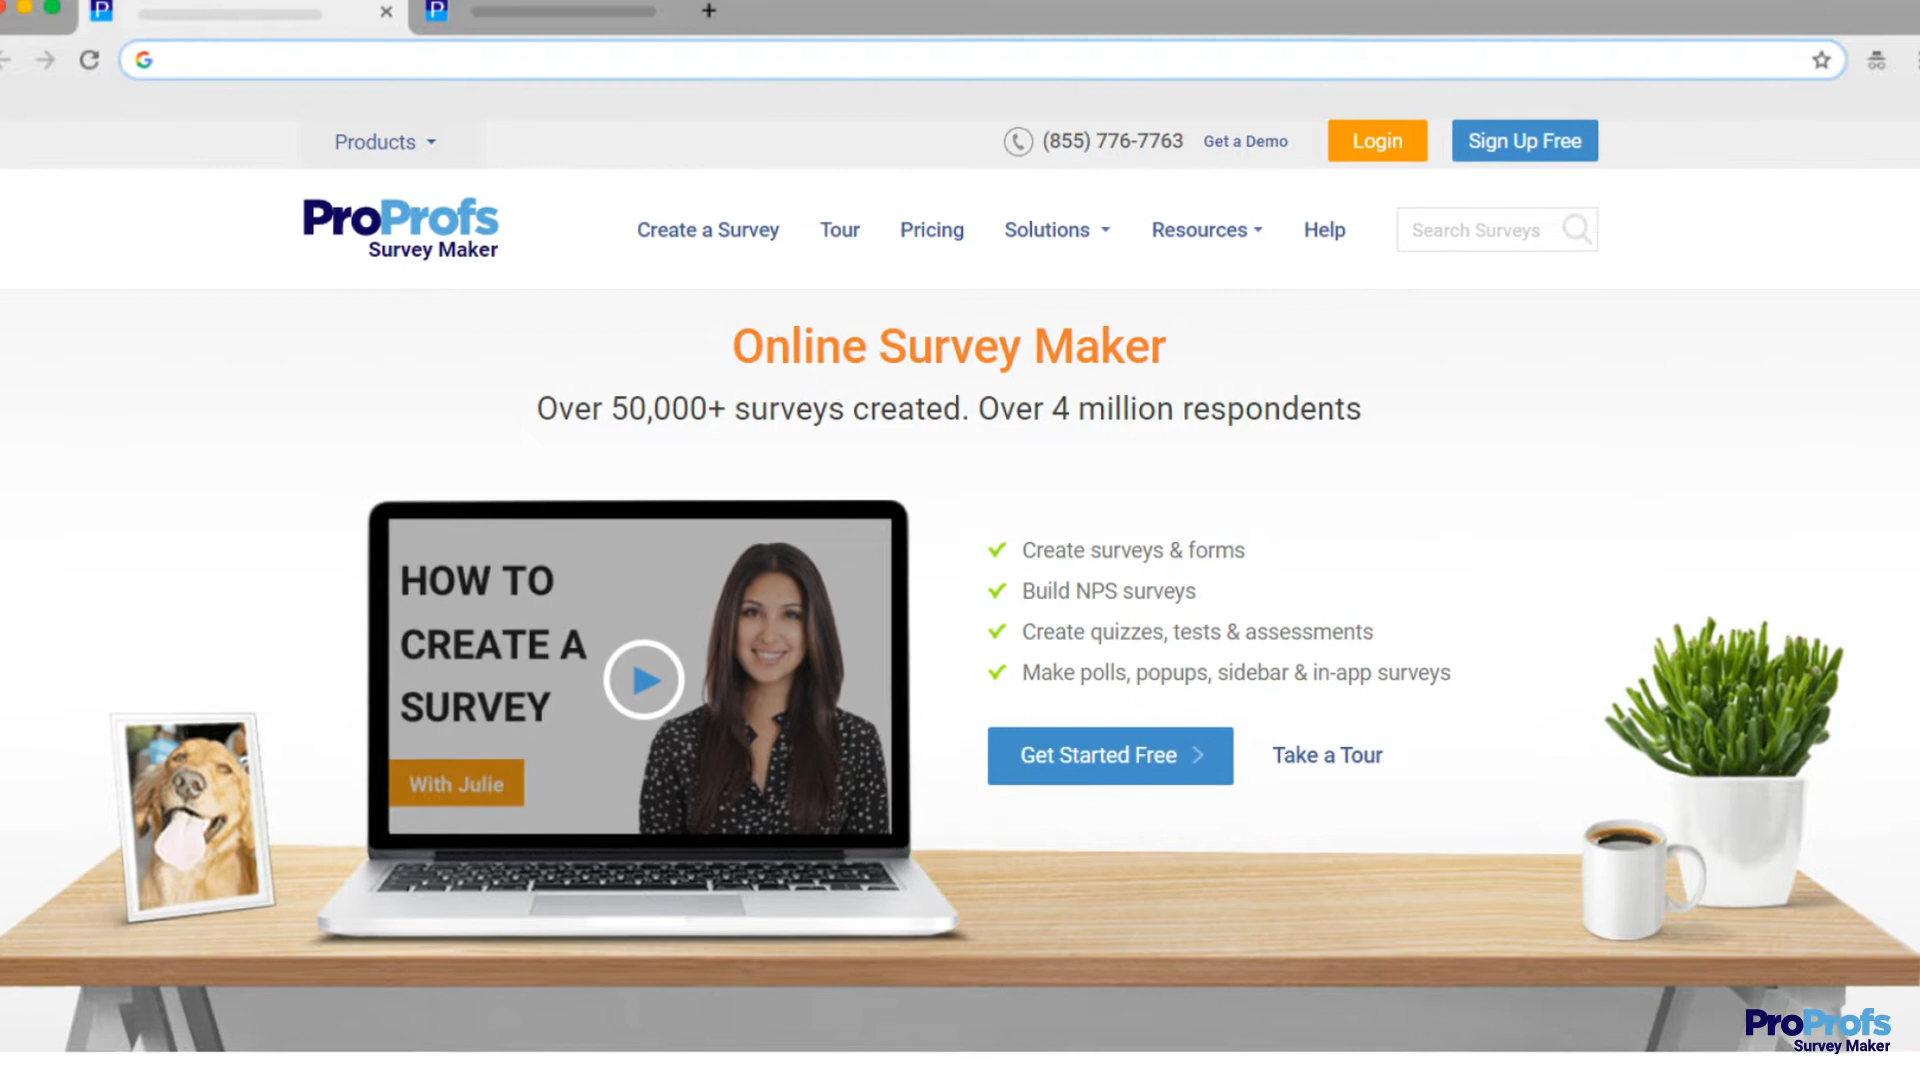 Products
(855) 776-7763
Get a Demo
Login
Sign Up Free
ProProfs
Survey Maker
Create a Survey
Tour
Pricing
Solutions
Resources
Help
Search Surveys
Online Survey Maker
Over 50,000+ surveys created. Over 4 million respondents
HOW TO
CREATE A
SURVEY
With Julie
Create surveys & forms
Build NPS surveys
Create quizzes, tests & assessments
Make polls, popups, sidebar & in-app surveys
Get Started Free
Take a Tour
ProProfs
Survey Maker